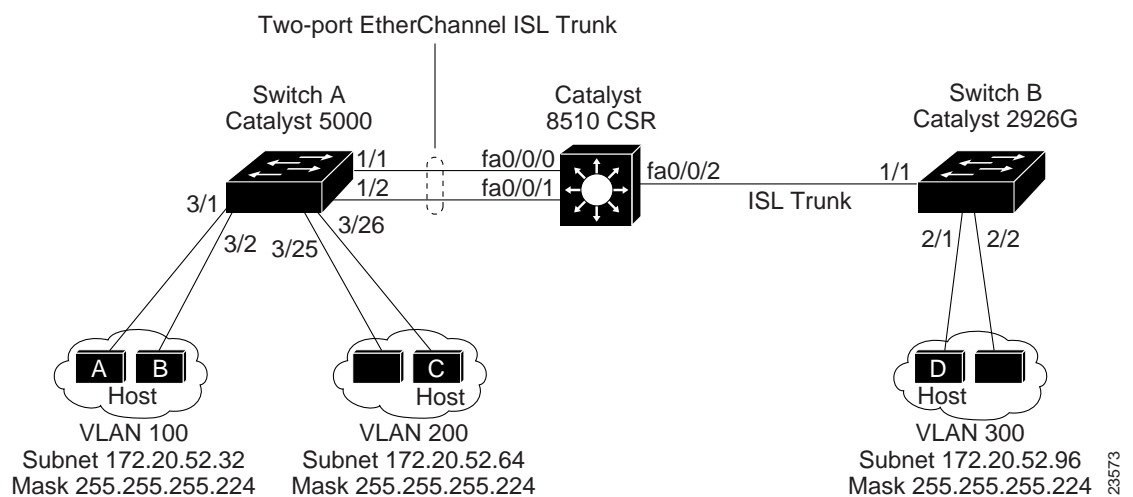 Two-port EtherChannel ISL Trunk
Switch A
Catalyst 5000
Catalyst
8510 CSR
Switch B
Catalyst 2926G
1/1
fa0/0/0
fa0/0/2
1/1
1/2
fa0/0/1
ISL Trunk
3/1
3/2
3/25
3/26
2/1
2/2
A
B
Host
C
Host
D
Host
VLAN 100
Subnet 172.20.52.32
Mask 255.255.255.224
VLAN 200
Subnet 172.20.52.64
Mask 255.255.255.224
VLAN 300
Subnet 172.20.52.96
Mask 255.255.255.224
23573